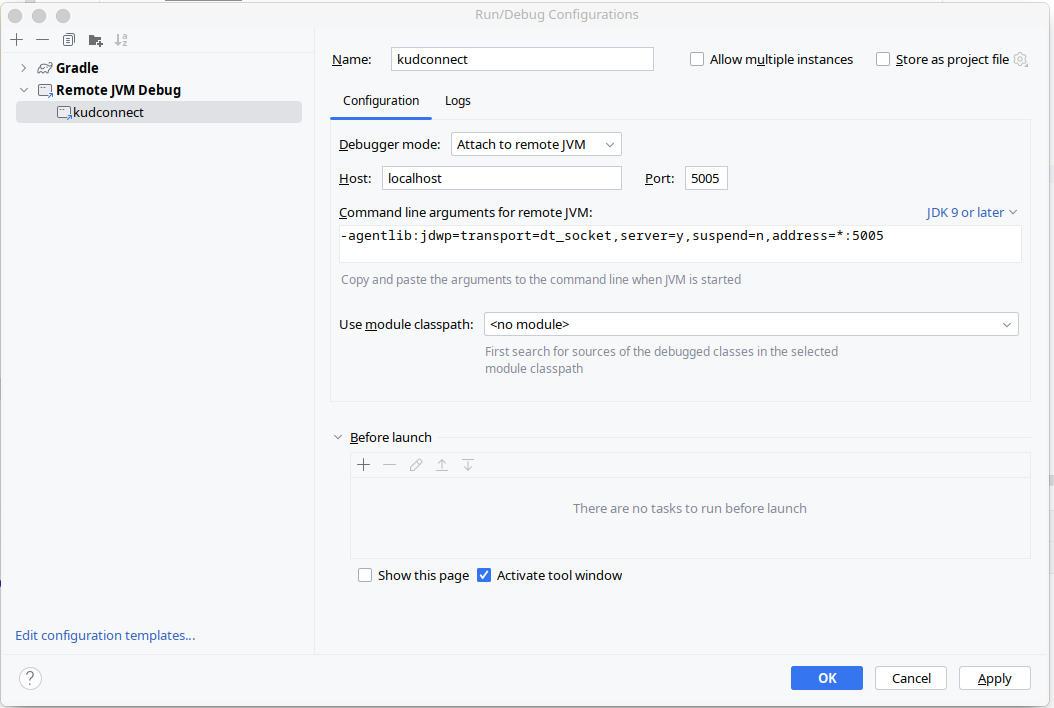 Run/Debug Configurations
Gradle
Remote JVM Debug
kudconnect
Edit configuration templates...
Name: kudconnect Allow multiple instances Store as project file
Configuration Logs
Debugger mode: Attach to remote JVM
Host: localhost Port: 5005
Command line arguments for remote JVM: JDK 9 or later
-agentlib:jdwp=transport=dt_socket,server=y,suspend=n,address=*:5005
Copy and paste the arguments to the command line when JVM is started
Use module classpath: <no module>
First search for sources of the debugged classes in the selected
module classpath
Before launch
There are no tasks to run before launch
Show this page Activate tool window
? OK Cancel Apply